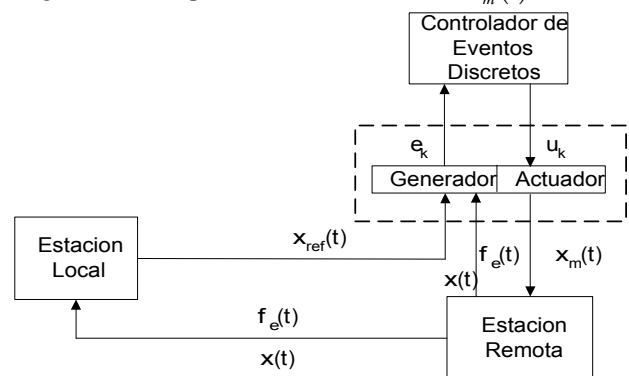 m
Controlador de
Eventos
Discretos
e_k
u_k
Generador
Actuador
Estacion
Local
x_ref(t)
f_e(t)
x(t)
x_m(t)
f_e(t)
x(t)
Estacion
Remota